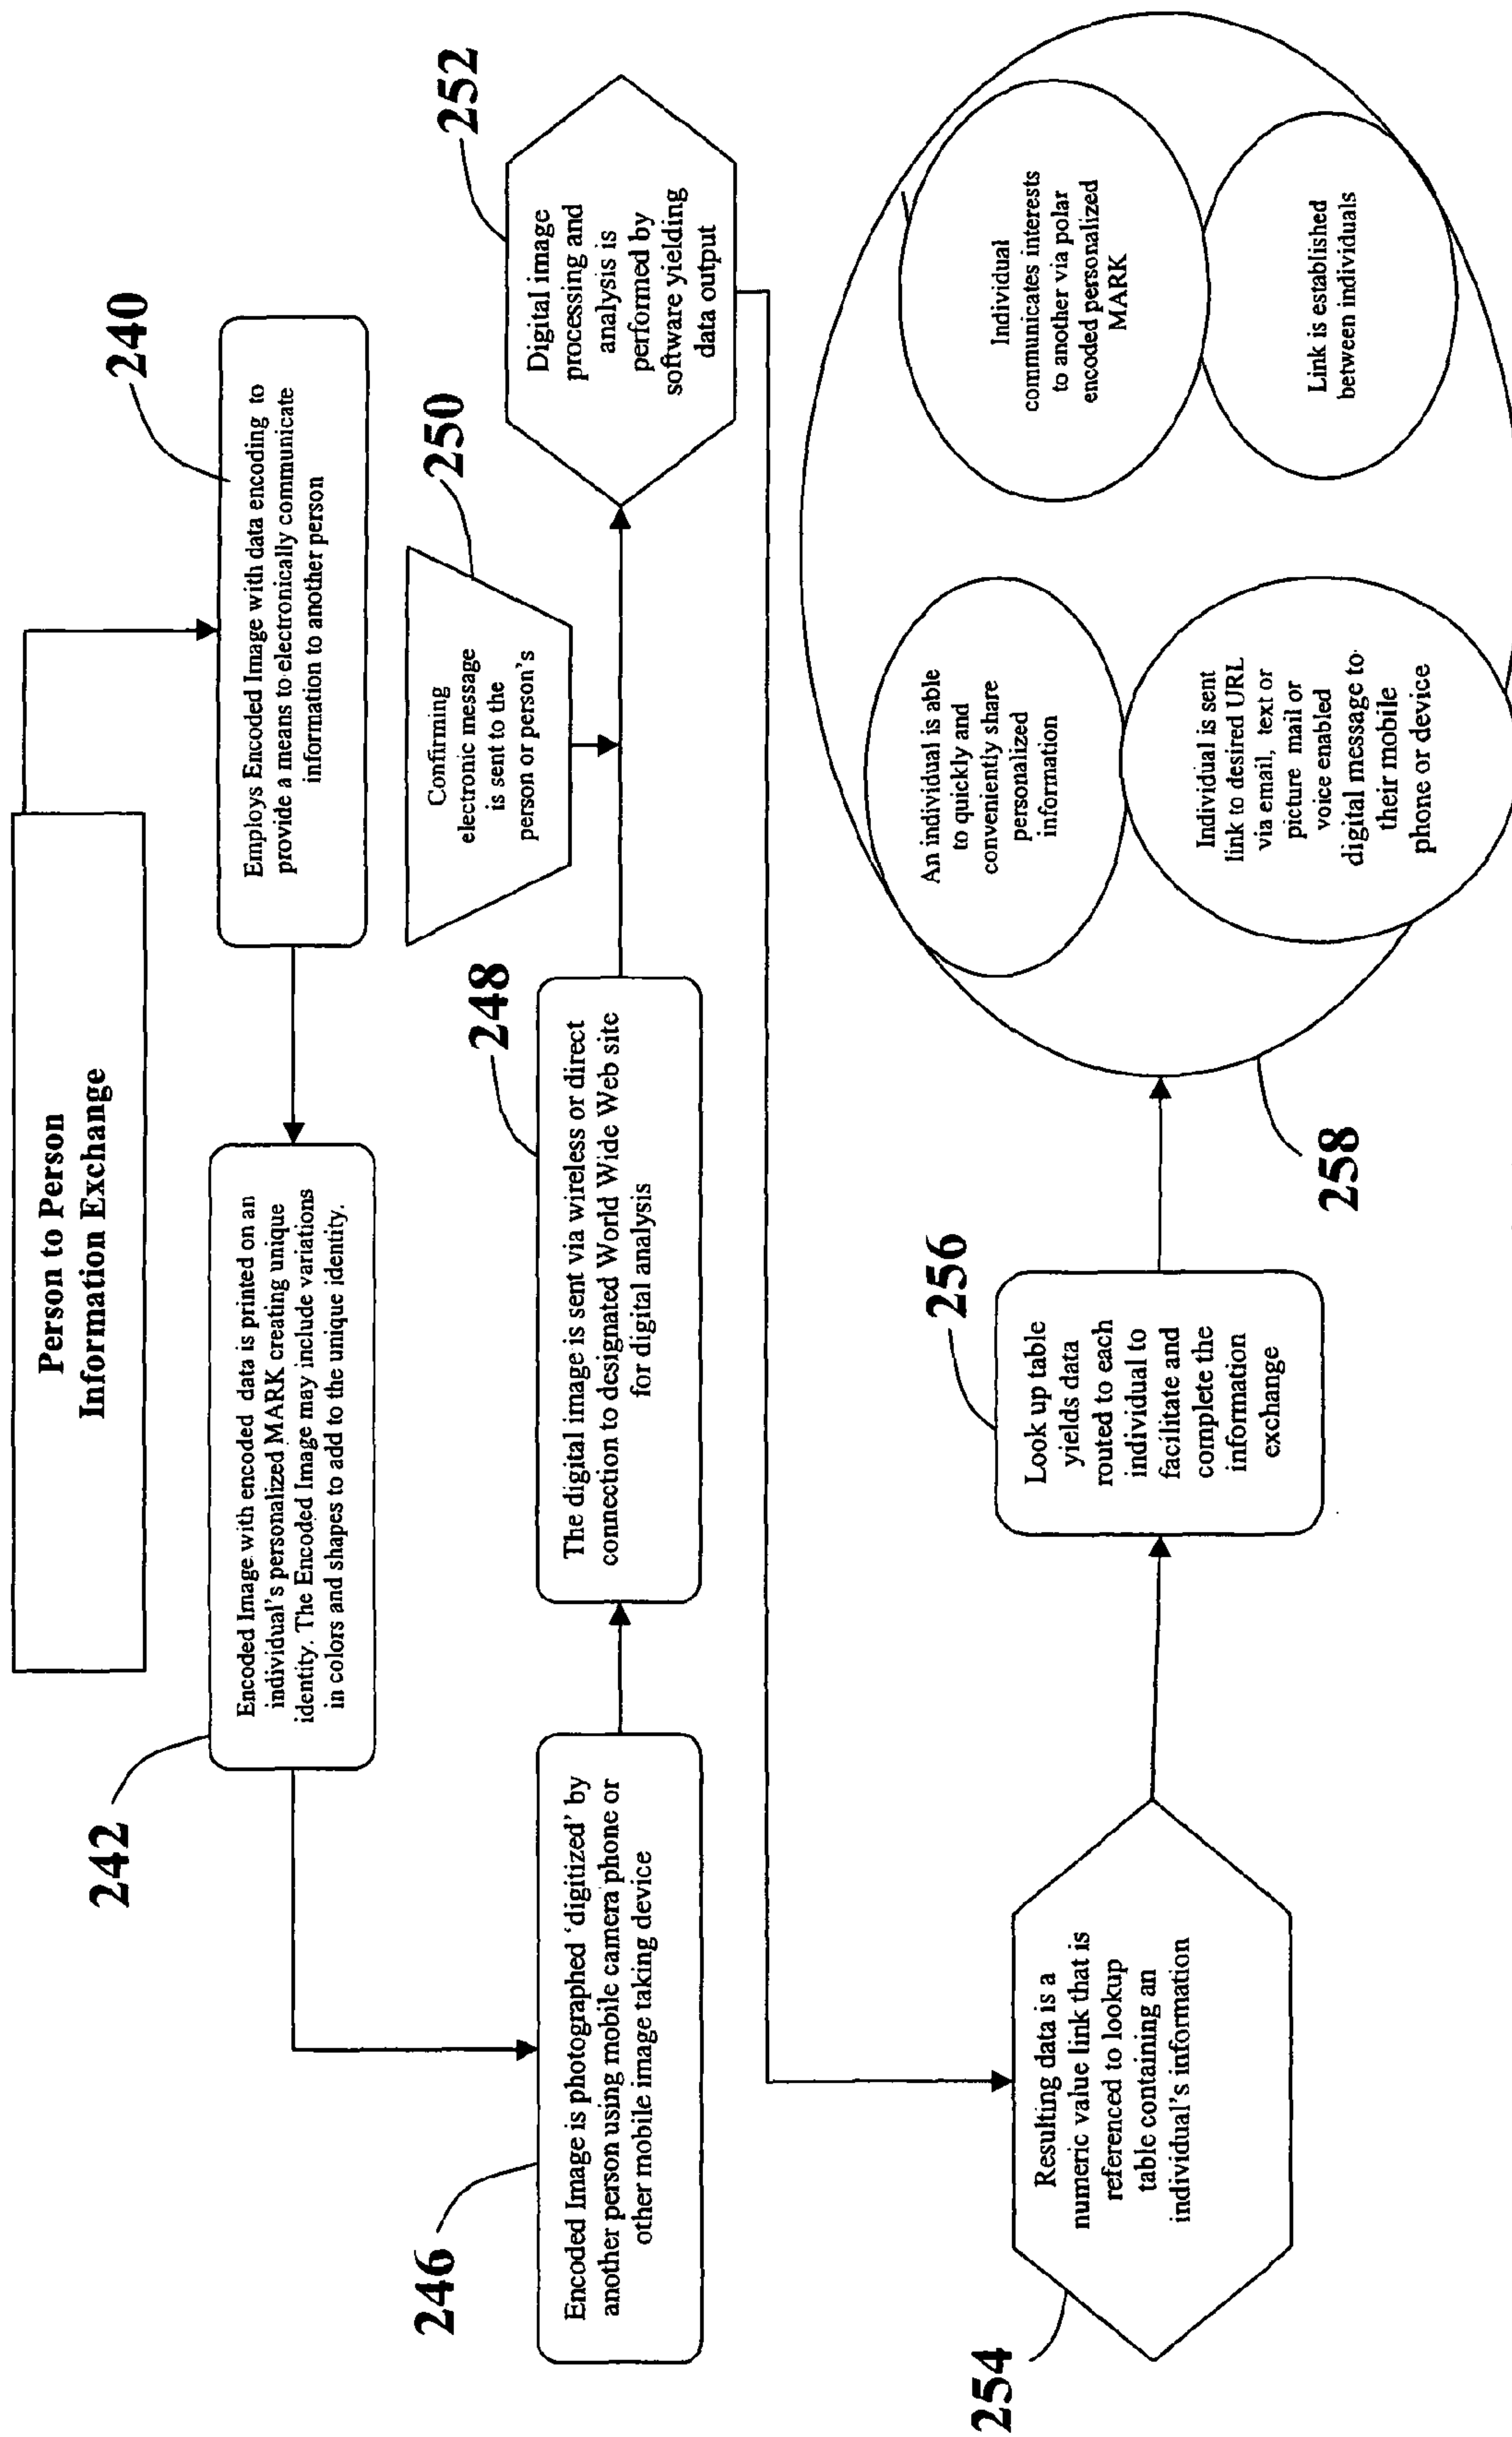 Person to Person
Information Exchange
240
Employs Encoded Image with data encoding to
provide a means to electronically communicate
information to another person
242
Encoded Image with encoded data is printed on an
individual's personalized MARK creating unique
identity. The Encoded Image may include variations
in colors and shapes to add to the unique identity.
246
Encoded Image is photographed 'digitized' by
another person using mobile camera phone or
other mobile image taking device
248
The digital image is sent via wireless or direct
connection to designated World Wide Web site
for digital analysis
250
Confirming
electronic message
is sent to the
person or person's
252
Digital image
processing and
analysis is
performed by
software yielding
data output
254
Resulting data is a
numeric value link that is
referenced to lookup
table containing an
individual's information
256
Look up table
yields data
routed to each
individual to
facilitate and
complete the
information
exchange
258
An individual is able
to quickly and
conveniently share
personalized
information
Individual
communicates interests
to another via polar
encoded personalized
MARK
Individual is sent
link to desired URL
via email, text or
picture mail or
voice enabled
digital message to
their mobile
phone or device
Link is established
between individuals